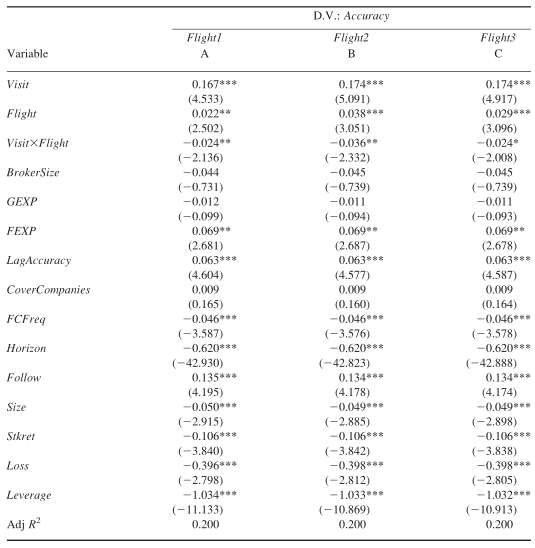 D.V.: Accuracy
Flight1 Flight2 Flight3
Variable A B C
Visit 0.167*** 0.174*** 0.174***
(4.533) (5.091) (4.917)
Flight 0.022** 0.038*** 0.029***
(2.502) (3.051) (3.096)
Visit×Flight −0.024** −0.036** −0.024*
(−2.136) (−2.332) (−2.008)
BrokerSize −0.044 −0.045 −0.045
(−0.731) (−0.739) (−0.739)
GEXP −0.012 −0.011 −0.011
(−0.099) (−0.094) (−0.093)
FEXP 0.069** 0.069** 0.069**
(2.681) (2.687) (2.678)
LagAccuracy 0.063*** 0.063*** 0.063***
(4.604) (4.577) (4.587)
CoverCompanies 0.009 0.009 0.009
(0.165) (0.160) (0.164)
FCFreq −0.046*** −0.046*** −0.046***
(−3.587) (−3.576) (−3.578)
Horizon −0.620*** −0.620*** −0.620***
(−42.930) (−42.823) (−42.888)
Follow 0.135*** 0.134*** 0.134***
(4.195) (4.178) (4.174)
Size −0.050*** −0.049*** −0.049***
(−2.915) (−2.885) (−2.898)
Stkret −0.106*** −0.106*** −0.106***
(−3.840) (−3.842) (−3.838)
Loss −0.396*** −0.398*** −0.398***
(−2.798) (−2.812) (−2.805)
Leverage −1.034*** −1.033*** −1.032***
(−11.133) (−10.869) (−10.913)
Adj R² 0.200 0.200 0.200